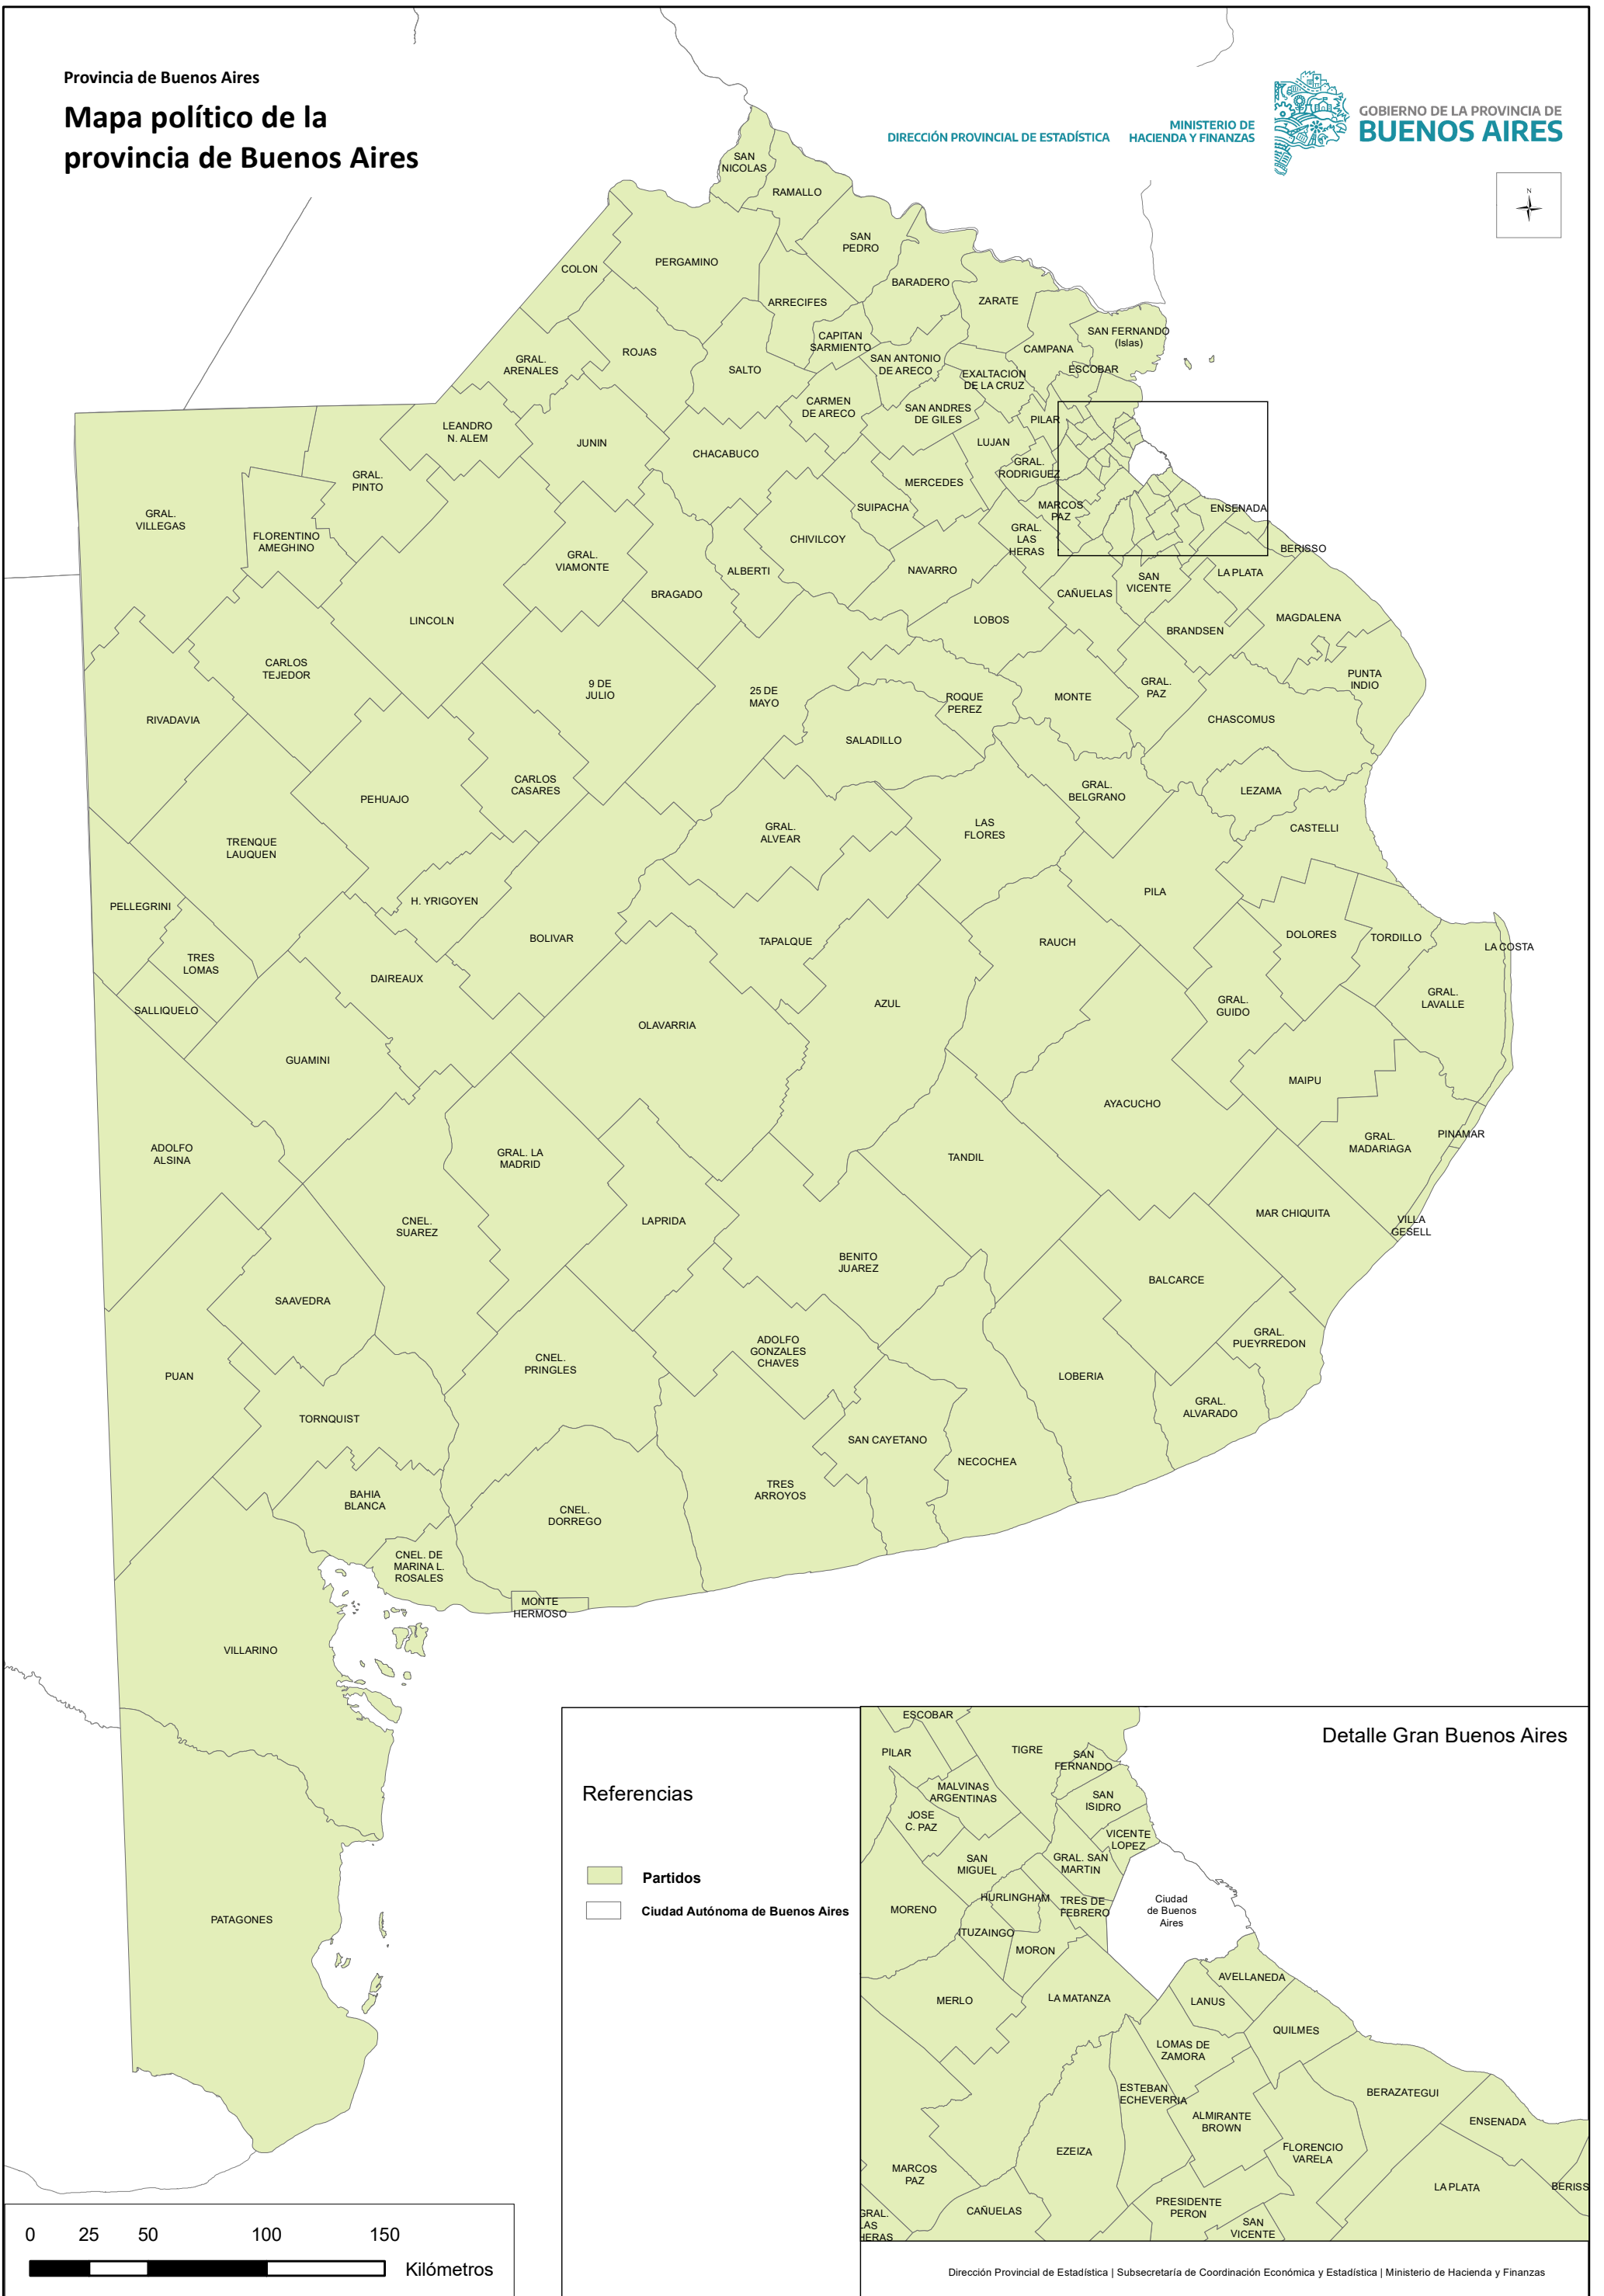 Provincia de Buenos Aires
Mapa político de la
provincia de Buenos Aires
DIRECCIÓN PROVINCIAL DE ESTADÍSTICA
MINISTERIO DE
HACIENDA Y FINANZAS
GOBIERNO DE LA PROVINCIA DE
BUENOS AIRES
N
SAN
NICOLAS
RAMALLO
SAN
PEDRO
COLON
PERGAMINO
BARADERO
ARRECIFES
ZARATE
SAN FERNANDO
(Islas)
CAPITAN
SARMIENTO
CAMPANA
ROJAS
GRAL.
ARENALES
SALTO
SAN ANTONIO
DE ARECO
ESCOBAR
EXALTACION
DE LA CRUZ
CARMEN
DE ARECO
SAN ANDRES
DE GILES
PILAR
LEANDRO
N. ALEM
JUNIN
LUJAN
CHACABUCO
GRAL.
RODRIGUEZ
GRAL.
PINTO
MERCEDES
SUIPACHA
MARCOS
PAZ
ENSENADA
GRAL.
VILLEGAS
FLORENTINO
AMEGHINO
CHIVILCOY
GRAL.
LAS
HERAS
BERISSO
GRAL.
VIAMONTE
ALBERTI
NAVARRO
LA PLATA
SAN
VICENTE
BRAGADO
CAÑUELAS
LINCOLN
LOBOS
MAGDALENA
BRANDSEN
CARLOS
TEJEDOR
PUNTA
INDIO
9 DE
JULIO
25 DE
MAYO
ROQUE
PEREZ
MONTE
GRAL.
PAZ
RIVADAVIA
CHASCOMUS
SALADILLO
CARLOS
CASARES
PEHUAJO
GRAL.
BELGRANO
LEZAMA
GRAL.
ALVEAR
LAS
FLORES
CASTELLI
TRENQUE
LAUQUEN
PELLEGRINI
H. YRIGOYEN
PILA
BOLIVAR
TAPALQUE
RAUCH
DOLORES
TORDILLO
LA COSTA
TRES
LOMAS
DAIREAUX
SALLIQUELO
AZUL
GRAL.
GUIDO
GRAL.
LAVALLE
OLAVARRIA
GUAMINI
MAIPU
AYACUCHO
ADOLFO
ALSINA
GRAL. LA
MADRID
TANDIL
GRAL.
MADARIAGA
PINAMAR
CNEL.
SUAREZ
LAPRIDA
MAR CHIQUITA
VILLA
GESELL
BENITO
JUAREZ
BALCARCE
SAAVEDRA
GRAL.
PUEYRREDON
ADOLFO
GONZALES
CHAVES
CNEL.
PRINGLES
PUAN
LOBERIA
GRAL.
ALVARADO
TORNQUIST
SAN CAYETANO
NECOCHEA
BAHIA
BLANCA
TRES
ARROYOS
CNEL.
DORREGO
CNEL. DE
MARINA L.
ROSALES
MONTE
HERMOSO
VILLARINO
PATAGONES
Referencias
Partidos
Ciudad Autónoma de Buenos Aires
Detalle Gran Buenos Aires
ESCOBAR
PILAR
TIGRE
SAN
FERNANDO
MALVINAS
ARGENTINAS
SAN
ISIDRO
JOSE
C. PAZ
VICENTE
LOPEZ
SAN
MIGUEL
GRAL. SAN
MARTIN
HURLINGHAM
TRES DE
FEBRERO
Ciudad
de Buenos
Aires
MORENO
ITUZAINGO
MORON
AVELLANEDA
MERLO
LA MATANZA
LANUS
QUILMES
LOMAS DE
ZAMORA
ESTEBAN
ECHEVERRIA
BERAZATEGUI
ALMIRANTE
BROWN
ENSENADA
EZEIZA
FLORENCIO
VARELA
MARCOS
PAZ
LA PLATA
BERISS
CAÑUELAS
PRESIDENTE
PERON
GRAL.
LAS
HERAS
SAN
VICENTE
0 25 50 100 150
Kilómetros
Dirección Provincial de Estadística | Subsecretaría de Coordinación Económica y Estadística | Ministerio de Hacienda y Finanzas